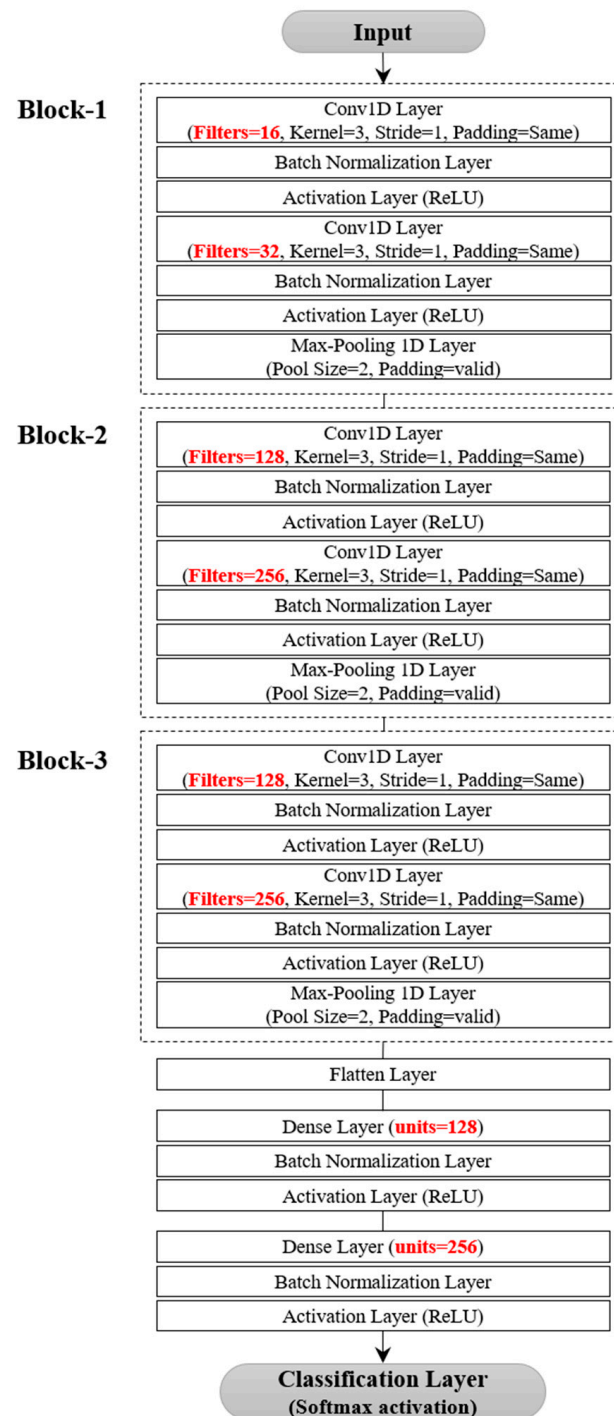 Input
Block-1
Conv1D Layer
(Filters=16, Kernel=3, Stride=1, Padding=Same)
Batch Normalization Layer
Activation Layer (ReLU)
Conv1D Layer
(Filters=32, Kernel=3, Stride=1, Padding=Same)
Batch Normalization Layer
Activation Layer (ReLU)
Max-Pooling 1D Layer
(Pool Size=2, Padding=valid)
Block-2
Conv1D Layer
(Filters=128, Kernel=3, Stride=1, Padding=Same)
Batch Normalization Layer
Activation Layer (ReLU)
Conv1D Layer
(Filters=256, Kernel=3, Stride=1, Padding=Same)
Batch Normalization Layer
Activation Layer (ReLU)
Max-Pooling 1D Layer
(Pool Size=2, Padding=valid)
Block-3
Conv1D Layer
(Filters=128, Kernel=3, Stride=1, Padding=Same)
Batch Normalization Layer
Activation Layer (ReLU)
Conv1D Layer
(Filters=256, Kernel=3, Stride=1, Padding=Same)
Batch Normalization Layer
Activation Layer (ReLU)
Max-Pooling 1D Layer
(Pool Size=2, Padding=valid)
Flatten Layer
Dense Layer (units=128)
Batch Normalization Layer
Activation Layer (ReLU)
Dense Layer (units=256)
Batch Normalization Layer
Activation Layer (ReLU)
Classification Layer
(Softmax activation)